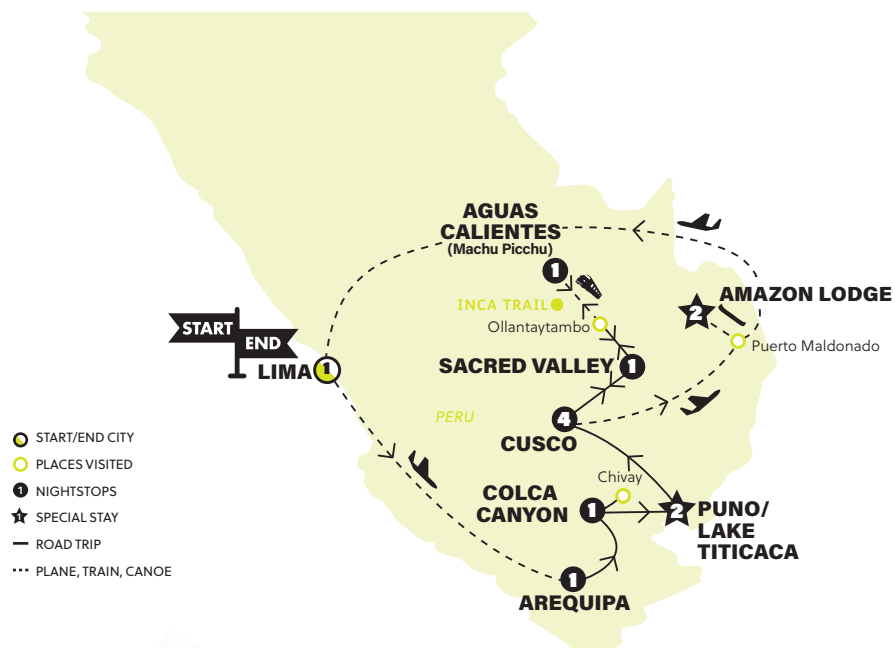 AGUAS
CALIENTES
(Machu Picchu)
1
INCA TRAIL
Ollantaytambo
2
AMAZON LODGE
Puerto Maldonado
START
END
LIMA
1
SACRED VALLEY
1
PERU
4
CUSCO
Chivay
COLCA
CANYON
1
2
PUNO/
LAKE
TITICACA
1
AREQUIPA
START/END CITY
PLACES VISITED
1
NIGHTSTOPS
1
SPECIAL STAY
ROAD TRIP
PLANE, TRAIN, CANOE